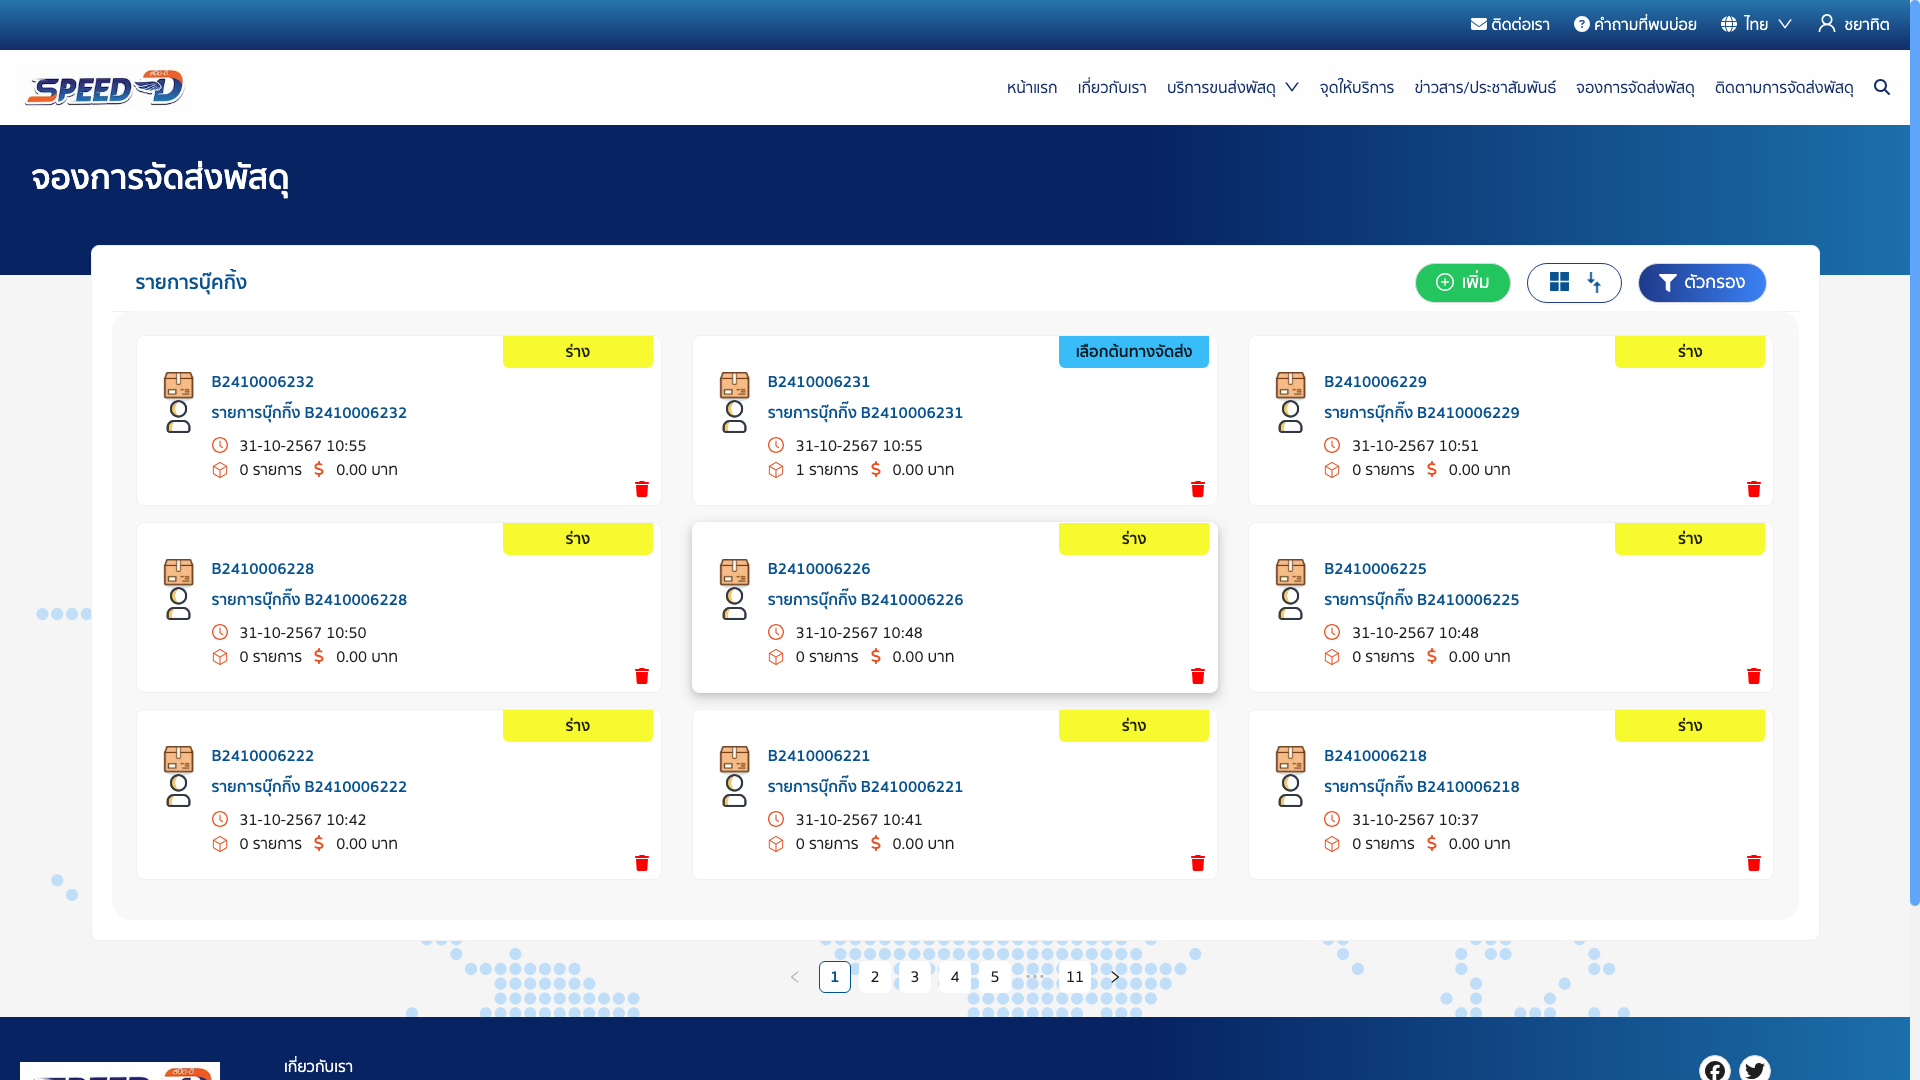 ติดต่อเรา คำถามที่พบบ่อย ไทย ชยาทิต
SPEED-D หน้าแรก เกี่ยวกับเรา บริการขนส่งพัสดุ จุดให้บริการ ข่าวสาร/ประชาสัมพันธ์ จองการจัดส่งพัสดุ ติดตามการจัดส่งพัสดุ
จองการจัดส่งพัสดุ
รายการบุ๊คกิ้ง เพิ่ม ตัวกรอง
ร่าง
B2410006232
รายการบุ๊กกิ้ง B2410006232
31-10-2567 10:55
0 รายการ $ 0.00 บาท
เลือกต้นทางจัดส่ง
B2410006231
รายการบุ๊กกิ้ง B2410006231
31-10-2567 10:55
1 รายการ $ 0.00 บาท
ร่าง
B2410006229
รายการบุ๊กกิ้ง B2410006229
31-10-2567 10:51
0 รายการ $ 0.00 บาท
ร่าง
B2410006228
รายการบุ๊กกิ้ง B2410006228
31-10-2567 10:50
0 รายการ $ 0.00 บาท
ร่าง
B2410006226
รายการบุ๊กกิ้ง B2410006226
31-10-2567 10:48
0 รายการ $ 0.00 บาท
ร่าง
B2410006225
รายการบุ๊กกิ้ง B2410006225
31-10-2567 10:48
0 รายการ $ 0.00 บาท
ร่าง
B2410006222
รายการบุ๊กกิ้ง B2410006222
31-10-2567 10:42
0 รายการ $ 0.00 บาท
ร่าง
B2410006221
รายการบุ๊กกิ้ง B2410006221
31-10-2567 10:41
0 รายการ $ 0.00 บาท
ร่าง
B2410006218
รายการบุ๊กกิ้ง B2410006218
31-10-2567 10:37
0 รายการ $ 0.00 บาท
1 2 3 4 5 ••• 11
เกี่ยวกับเรา